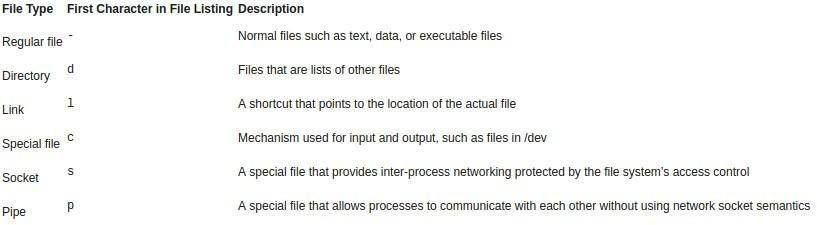 File Type First Character in File Listing Description
Regular file - Normal files such as text, data, or executable files
Directory d Files that are lists of other files
Link l A shortcut that points to the location of the actual file
Special file c Mechanism used for input and output, such as files in /dev
Socket s A special file that provides inter-process networking protected by the file system's access control
Pipe p A special file that allows processes to communicate with each other without using network socket semantics